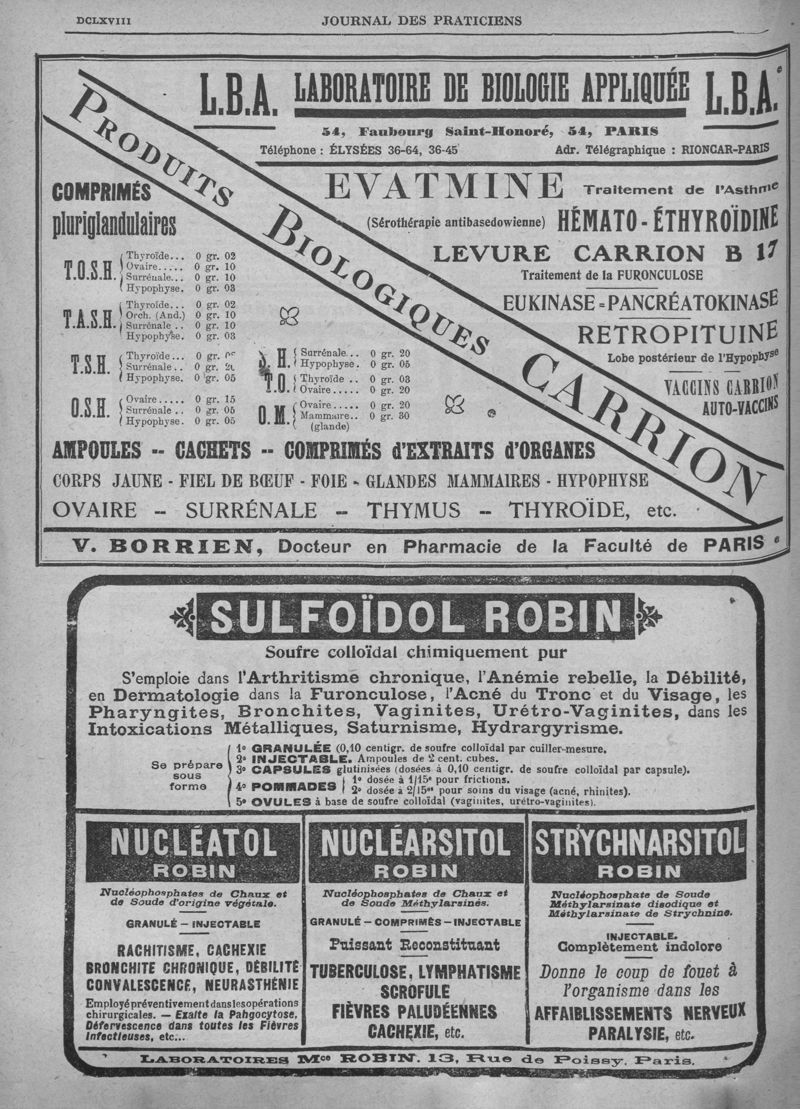 DCLXVIII
JOURNAL DES PRATICIENS
L.B.A. LABORATOIRE DE BIOLOGIE APPLIQUÉE L.B.A.
54, Faubourg Saint-Honoré, 54, PARIS
Téléphone : ÉLYSÉES 36-64, 36-45
Adr. Télégraphique : RIONCAR-PARIS
PRODUITS BIOLOGIQUES CARRION
EVATMINE Traitement de l'Asthme
(Sérothérapie antibasedowienne) HÉMATO-ÉTHYROÏDINE
LEVURE CARRION B 17
Traitement de la FURONCULOSE
EUKINASE - PANCRÉATOKINASE
RETROPITUINE
Lobe postérieur de l'Hypophyse
VACCINS CARRION
AUTO-VACCINS
COMPRIMÉS
pluriglandulaires
T.O.S.H.
Thyroïde... 0 gr. 02
Ovaire..... 0 gr. 10
Surrénale... 0 gr. 10
Hypophyse. 0 gr. 03
T.A.S.H.
Thyroïde... 0 gr. 02
Orch. (And.) 0 gr. 10
Surrénale .. 0 gr. 10
Hypophyse. 0 gr. 03
T.S.H.
Thyroïde... 0 gr.
Surrénale .. 0 gr.
Hypophyse. 0 gr. 05
O.S.H.
Ovaire..... 0 gr. 15
Surrénale .. 0 gr. 05
Hypophyse. 0 gr. 05
S.H.
Surrénale... 0 gr. 20
Hypophyse. 0 gr. 05
T.O.
Thyroïde .. 0 gr. 03
Ovaire..... 0 gr. 20
O.M.
Ovaire..... 0 gr. 20
Mammaire.. 0 gr. 30
(glande)
AMPOULES -- CACHETS -- COMPRIMÉS d'EXTRAITS d'ORGANES
CORPS JAUNE - FIEL DE BŒUF - FOIE - GLANDES MAMMAIRES - HYPOPHYSE
OVAIRE -- SURRÉNALE -- THYMUS -- THYROÏDE, etc.
V. BORRIEN, Docteur en Pharmacie de la Faculté de PARIS
SULFOÏDOL ROBIN
Soufre colloïdal chimiquement pur
S'emploie dans l'Arthritisme chronique, l'Anémie rebelle, la Débilité,
en Dermatologie dans la Furonculose, l'Acné du Tronc et du Visage, les
Pharyngites, Bronchites, Vaginites, Urétro-Vaginites, dans les
Intoxications Métalliques, Saturnisme, Hydrargyrisme.
Se prépare
sous
forme
1º GRANULÉE (0,10 centigr. de soufre colloïdal par cuiller-mesure.
2º INJECTABLE. Ampoules de 2 cent. cubes.
3º CAPSULES glutinisées (dosées à 0,10 centigr. de soufre colloïdal par capsule).
4º POMMADES
1º dosée à 1/15e pour frictions.
2º dosée à 2/15es pour soins du visage (acné, rhinites).
5º OVULES à base de soufre colloïdal (vaginites, urétro-vaginites).
NUCLÉATOL
ROBIN
Nucléophosphates de Chaux et
de Soude d'origine végétale.
GRANULÉ — INJECTABLE
RACHITISME, CACHEXIE
BRONCHITE CHRONIQUE, DÉBILITÉ
CONVALESCENCE, NEURASTHÉNIE
Employé préventivement dans les opérations
chirurgicales. — Exalte la Pahgocytose,
Défervescence dans toutes les Fièvres
infectieuses, etc...
NUCLÉARSITOL
ROBIN
Nucléophosphates de Chaux et
de Soude Méthylarsinés.
GRANULÉ — COMPRIMÉS — INJECTABLE
Puissant Reconstituant
TUBERCULOSE, LYMPHATISME
SCROFULE
FIÈVRES PALUDÉENNES
CACHEXIE, etc.
STRYCHNARSITOL
ROBIN
Nucléophosphate de Soude
Méthylarsinate disodique et
Méthylarsinate de Strychnine.
INJECTABLE.
Complètement indolore
Donne le coup de fouet à
l'organisme dans les
AFFAIBLISSEMENTS NERVEUX
PARALYSIE, etc.
LABORATOIRES Mce ROBIN. 13, Rue de Poissy, Paris.